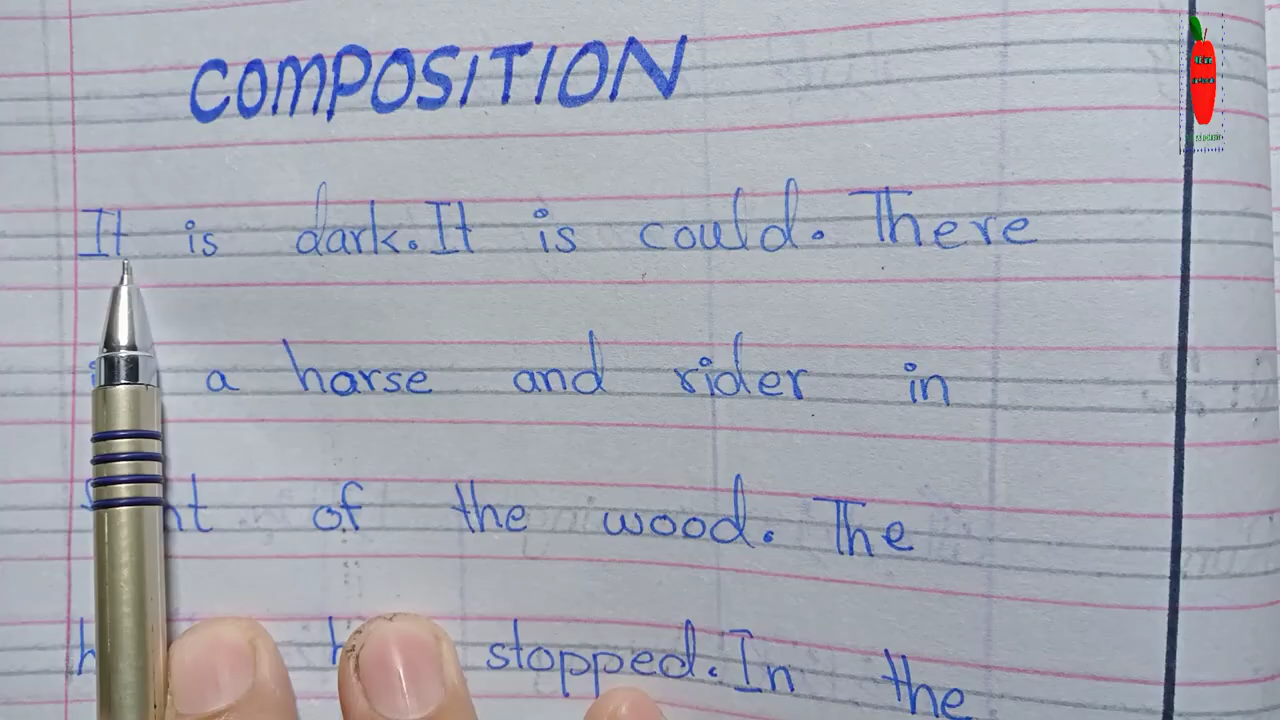 COMPOSITION
It is dark. It is could. There
a harse and rider in
of the wood. The
stopped. In the